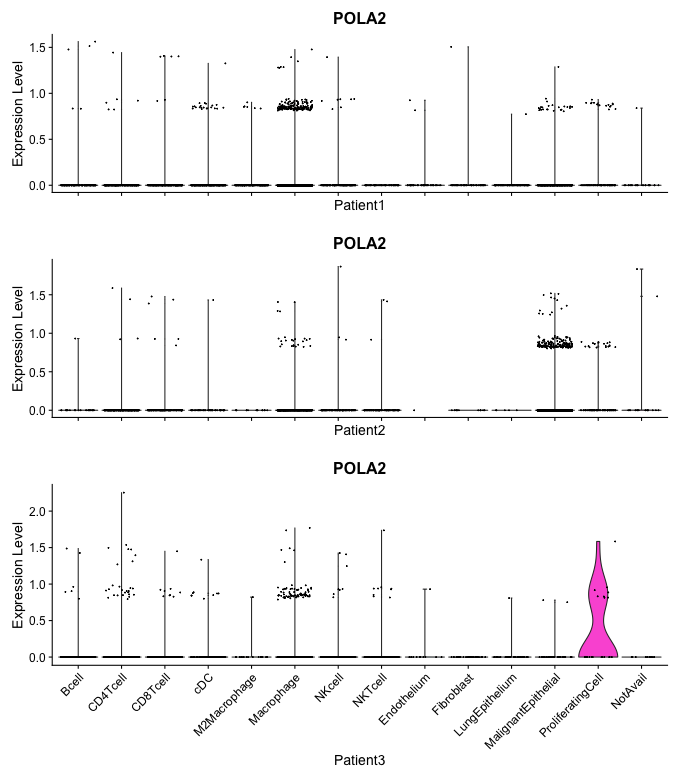 POLA2
Expression Level
1.5
1.0
0.5
0.0
Patient1
POLA2
Expression Level
1.5
1.0
0.5
0.0
Patient2
POLA2
Expression Level
2.0
1.5
1.0
0.5
0.0
Bcell
CD4Tcell
CD8Tcell
cDC
M2Macrophage
Macrophage
NKcell
NKTcell
Endothelium
Fibroblast
LungEpithelium
MalignantEpithelial
ProliferatingCell
NotAvail
Patient3